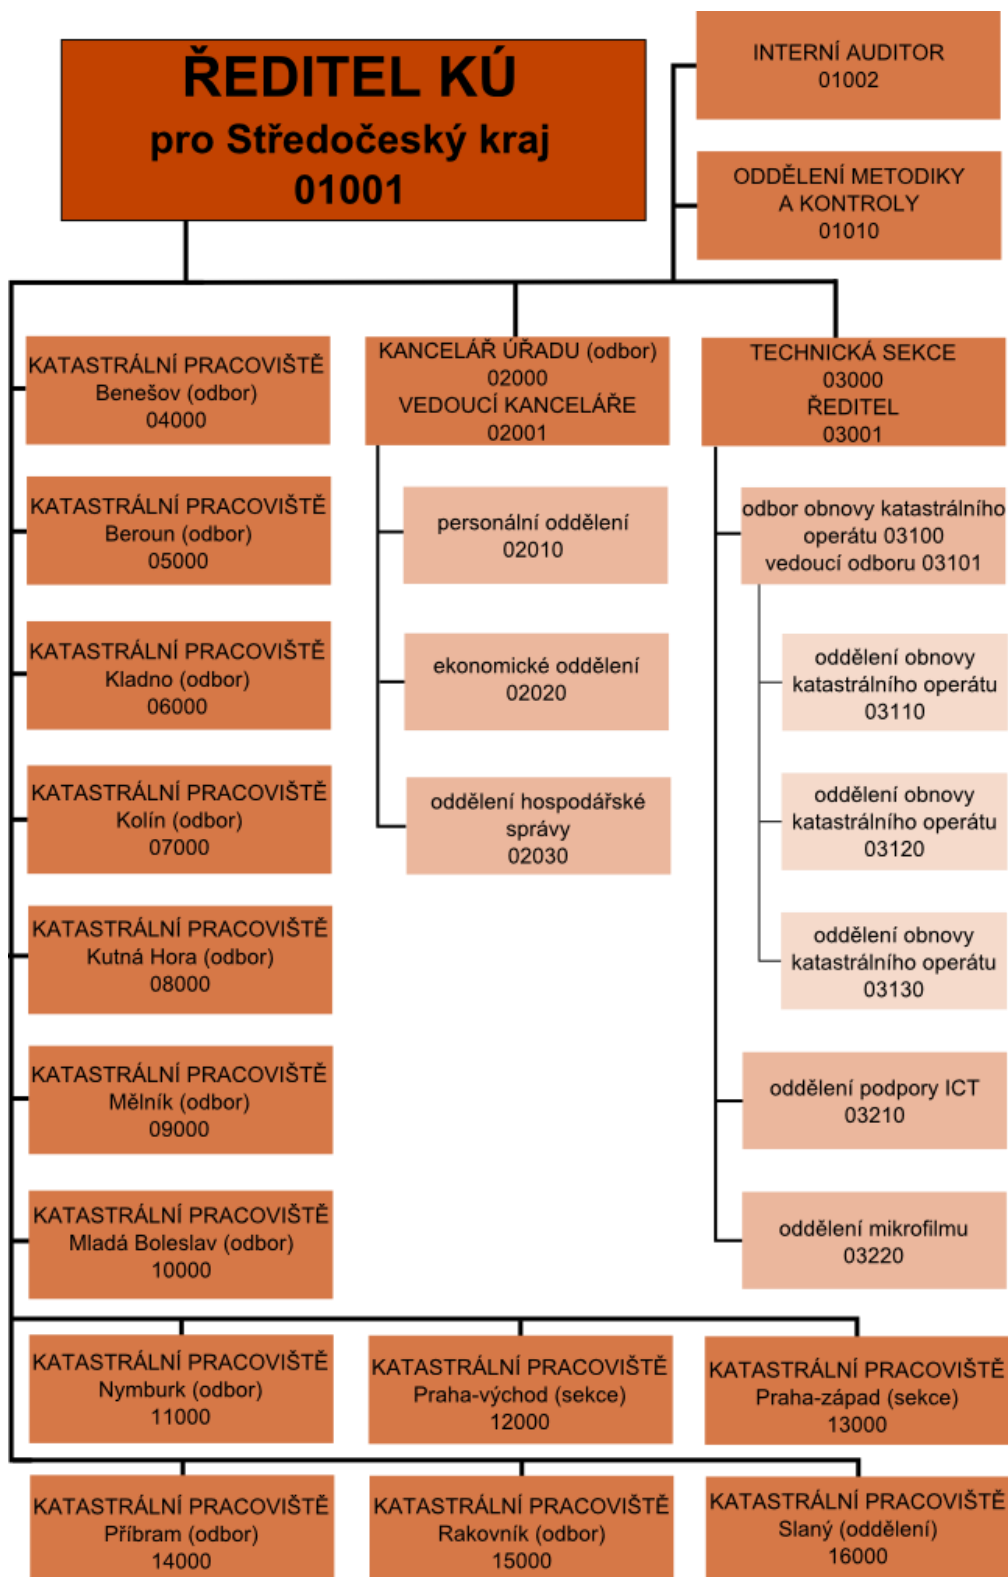 ŘEDITEL KÚ
pro Středočeský kraj
01001
INTERNÍ AUDITOR
01002
ODDĚLENÍ METODIKY
A KONTROLY
01010
KATASTRÁLNÍ PRACOVIŠTĚ
Benešov (odbor)
04000
KATASTRÁLNÍ PRACOVIŠTĚ
Beroun (odbor)
05000
KATASTRÁLNÍ PRACOVIŠTĚ
Kladno (odbor)
06000
KATASTRÁLNÍ PRACOVIŠTĚ
Kolín (odbor)
07000
KATASTRÁLNÍ PRACOVIŠTĚ
Kutná Hora (odbor)
08000
KATASTRÁLNÍ PRACOVIŠTĚ
Mělník (odbor)
09000
KATASTRÁLNÍ PRACOVIŠTĚ
Mladá Boleslav (odbor)
10000
KANCELÁŘ ÚŘADU (odbor)
02000
VEDOUCÍ KANCELÁŘE
02001
personální oddělení
02010
ekonomické oddělení
02020
oddělení hospodářské
správy
02030
TECHNICKÁ SEKCE
03000
ŘEDITEL
03001
odbor obnovy katastrálního
operátu 03100
vedoucí odboru 03101
oddělení obnovy
katastrálního operátu
03110
oddělení obnovy
katastrálního operátu
03120
oddělení obnovy
katastrálního operátu
03130
oddělení podpory ICT
03210
oddělení mikrofilmu
03220
KATASTRÁLNÍ PRACOVIŠTĚ
Nymburk (odbor)
11000
KATASTRÁLNÍ PRACOVIŠTĚ
Praha-východ (sekce)
12000
KATASTRÁLNÍ PRACOVIŠTĚ
Praha-západ (sekce)
13000
KATASTRÁLNÍ PRACOVIŠTĚ
Příbram (odbor)
14000
KATASTRÁLNÍ PRACOVIŠTĚ
Rakovník (odbor)
15000
KATASTRÁLNÍ PRACOVIŠTĚ
Slaný (oddělení)
16000